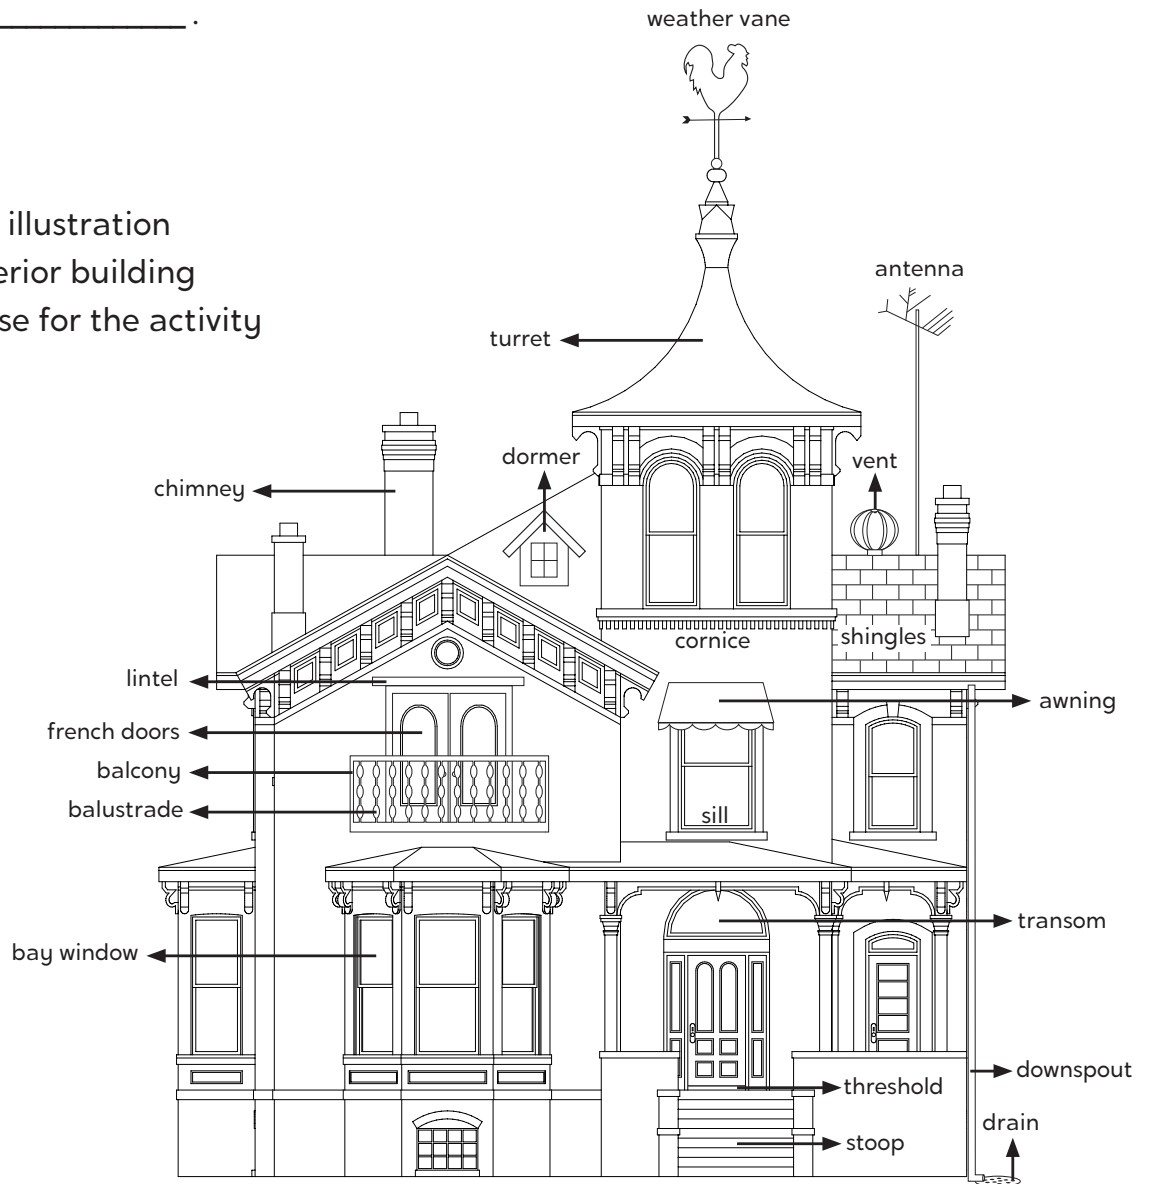 ____________________ .
weather vane
illustration
erior building
se for the activity
antenna
turret
dormer
vent
chimney
cornice
shingles
lintel
awning
french doors
balcony
balustrade
sill
transom
bay window
downspout
threshold
drain
stoop